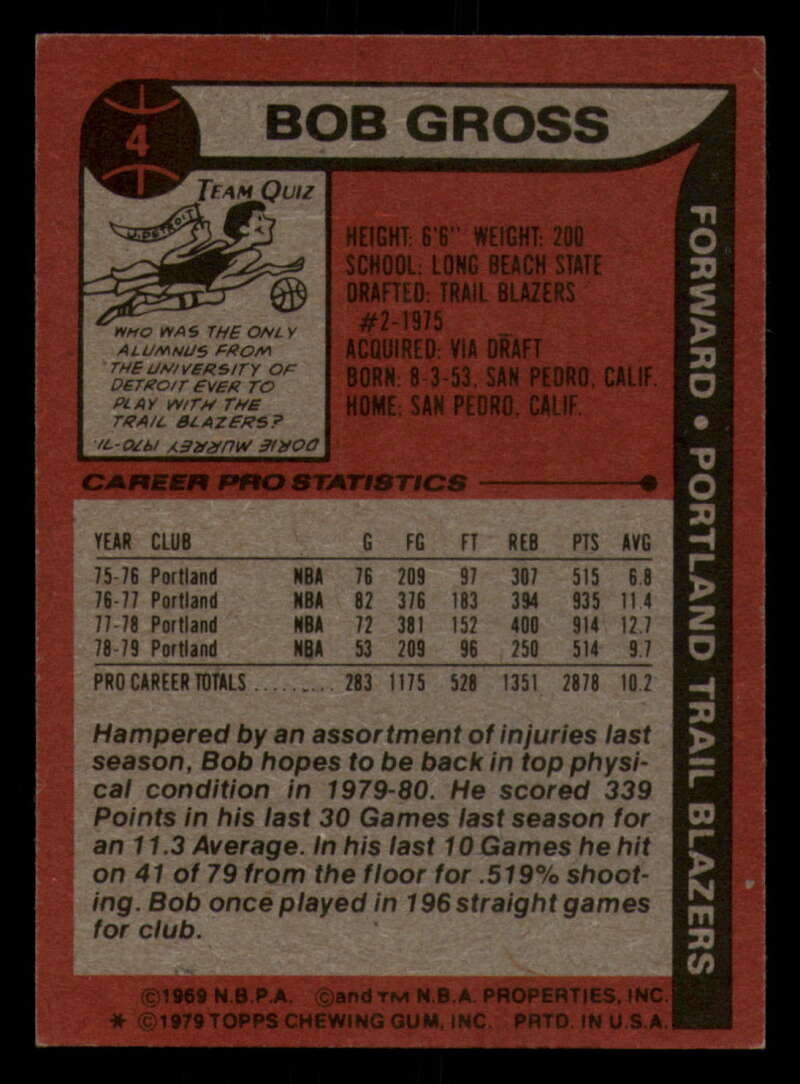 4
BOB GROSS
TEAM QUIZ
U. DETROIT
WHO WAS THE ONLY
ALUMNUS FROM
THE UNIVERSITY OF
DETROIT EVER TO
PLAY WITH THE
TRAIL BLAZERS?
DORIE MURREY 1970-71.
HEIGHT: 6'6" WEIGHT: 200
SCHOOL: LONG BEACH STATE
DRAFTED: TRAIL BLAZERS
#2-1975
ACQUIRED: VIA DRAFT
BORN: 8-3-53, SAN PEDRO, CALIF.
HOME: SAN PEDRO, CALIF.
FORWARD • PORTLAND TRAIL BLAZERS
CAREER PRO STATISTICS
YEAR CLUB G FG FT REB PTS AVG
75-76 Portland NBA 76 209 97 307 515 6.8
76-77 Portland NBA 82 376 183 394 935 11.4
77-78 Portland NBA 72 381 152 400 914 12.7
78-79 Portland NBA 53 209 96 250 514 9.7
PRO CAREER TOTALS .......... 283 1175 528 1351 2878 10.2
Hampered by an assortment of injuries last
season, Bob hopes to be back in top physi-
cal condition in 1979-80. He scored 339
Points in his last 30 Games last season for
an 11.3 Average. In his last 10 Games he hit
on 41 of 79 from the floor for .519% shoot-
ing. Bob once played in 196 straight games
for club.
©1969 N.B.P.A. ©and TM N.B.A. PROPERTIES, INC.
* ©1979 TOPPS CHEWING GUM, INC. PRTD. IN U.S.A.